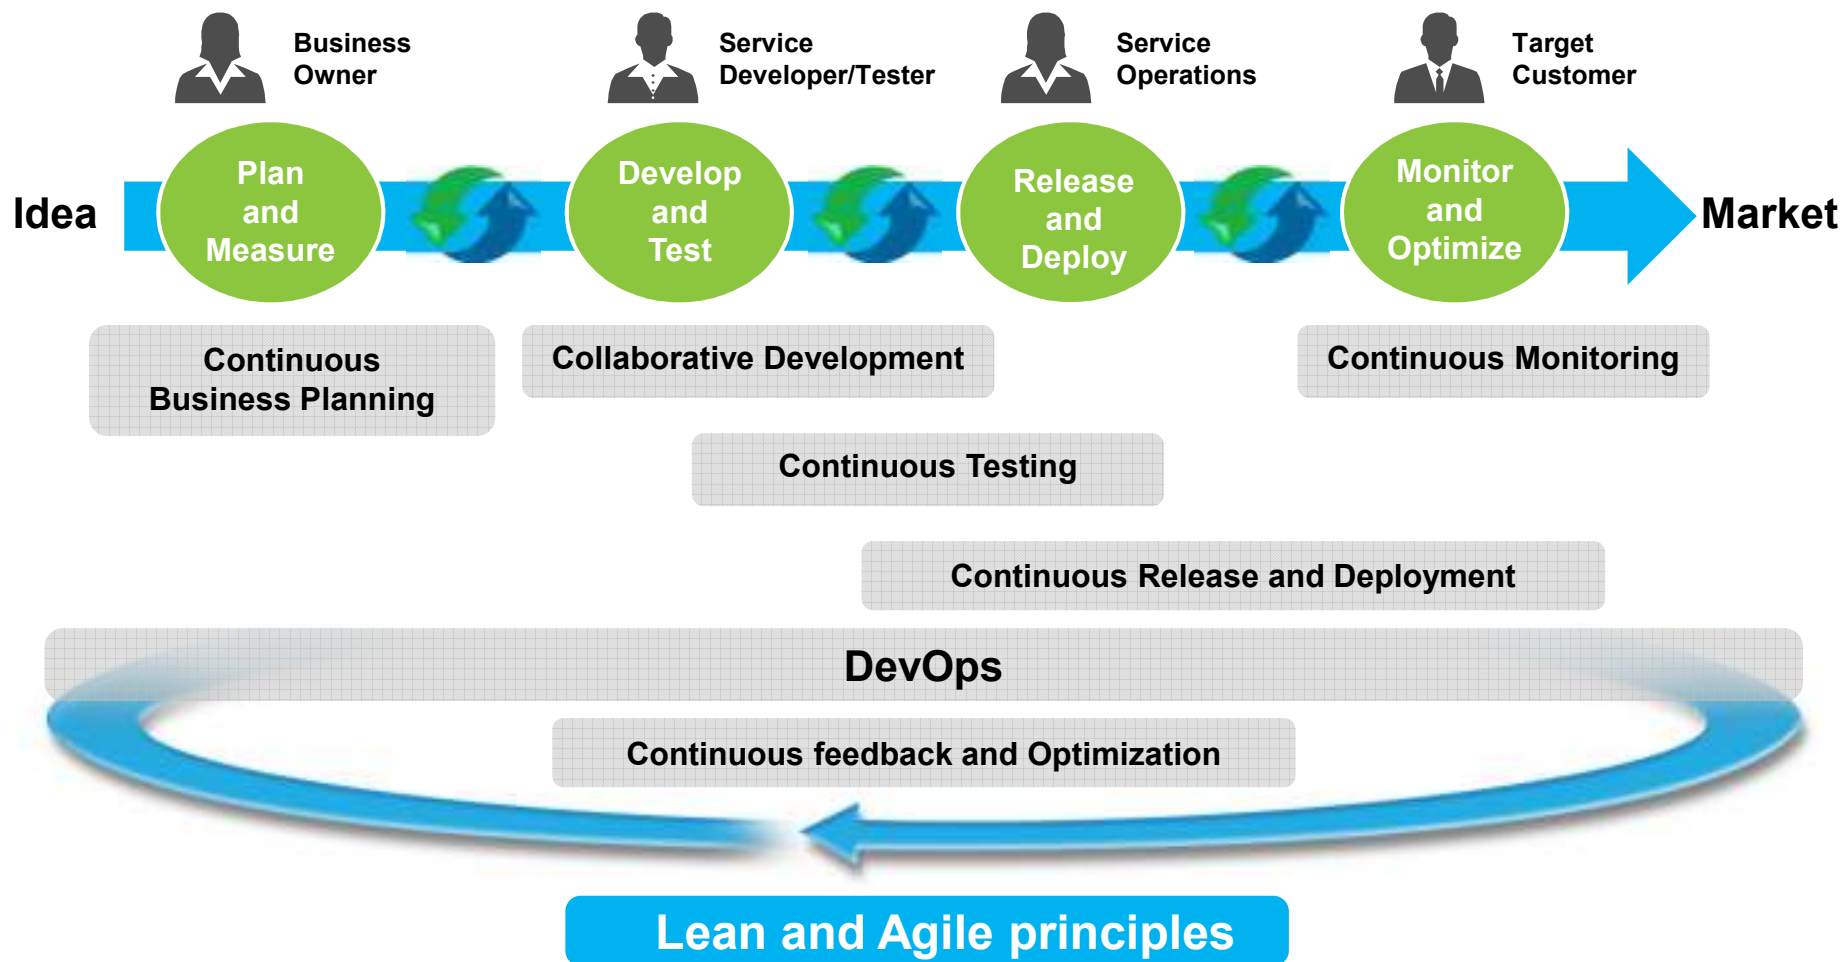 Business
Owner
Service
Developer/Tester
Service
Operations
Target
Customer
Idea
Plan
and
Measure
Develop
and
Test
Release
and
Deploy
Monitor
and
Optimize
Market
Continuous
Business Planning
Collaborative Development
Continuous Monitoring
Continuous Testing
Continuous Release and Deployment
DevOps
Continuous feedback and Optimization
Lean and Agile principles